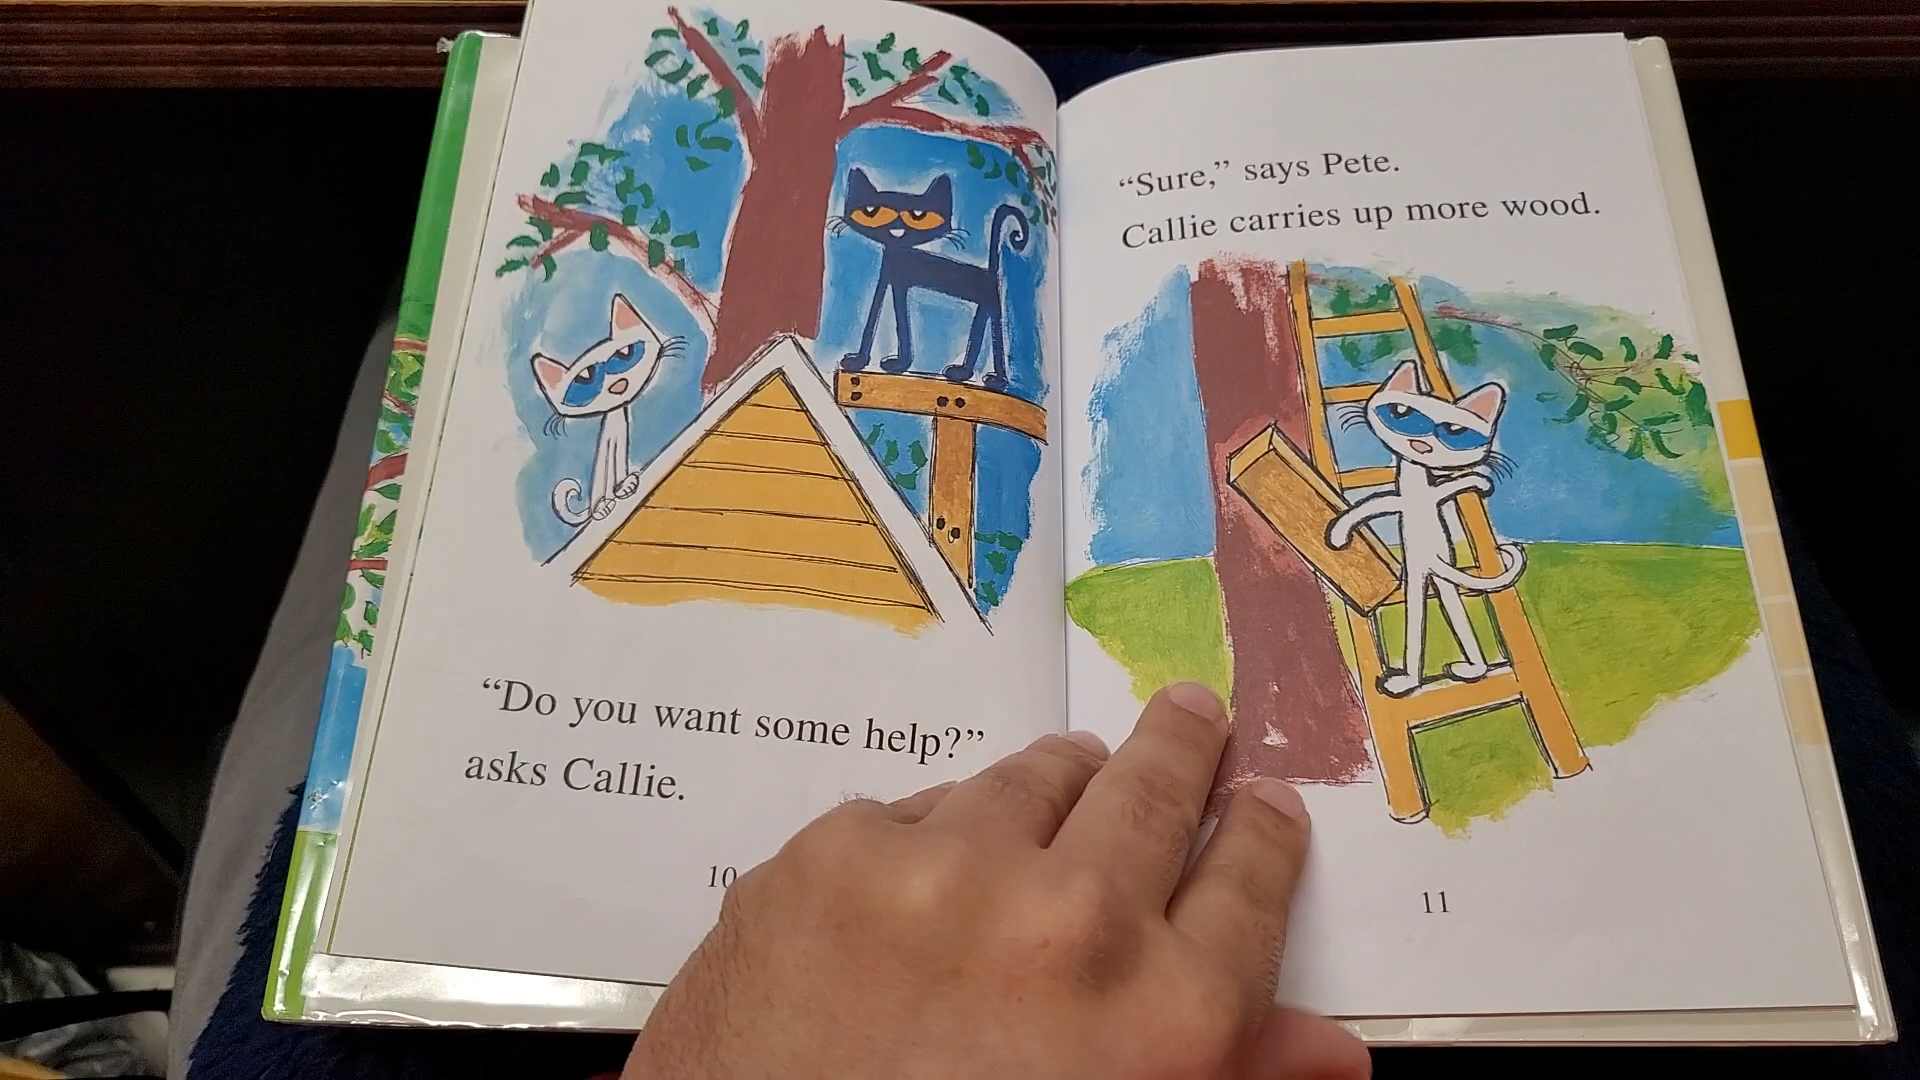 “Do you want some help?”
asks Callie.
10
“Sure,” says Pete.
Callie carries up more wood.
11